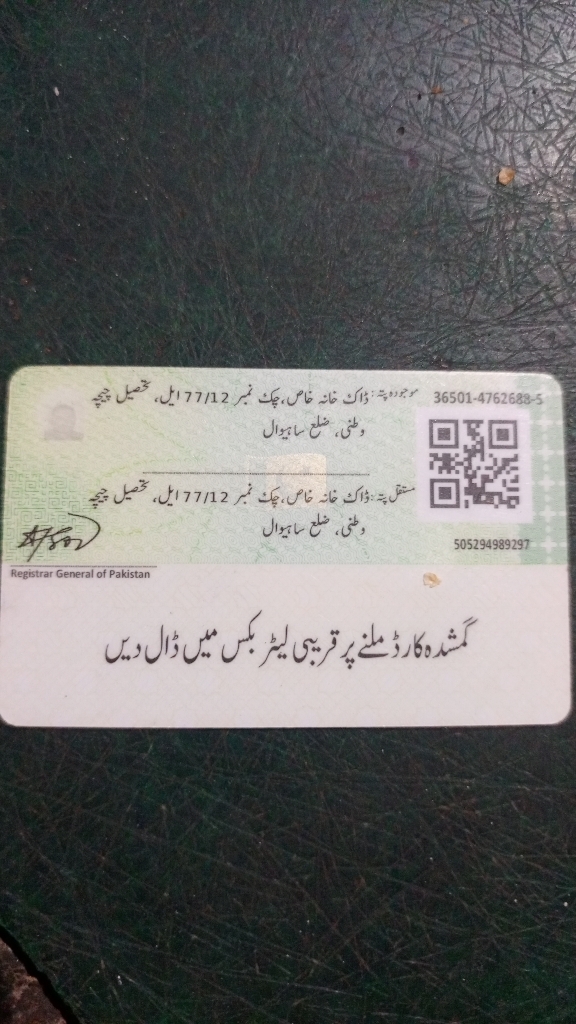 36501-4762688-5
موجودہ پتہ: ڈاک خانہ خاص، چک نمبر 77/12 ایل، تحصیل چیچہ
وطنی، ضلع ساہیوال
مستقل پتہ: ڈاک خانہ خاص، چک نمبر 77/12 ایل، تحصیل چیچہ
وطنی، ضلع ساہیوال
505294989297
Registrar General of Pakistan
گمشدہ کارڈ ملنے پر قریبی لیٹر بکس میں ڈال دیں